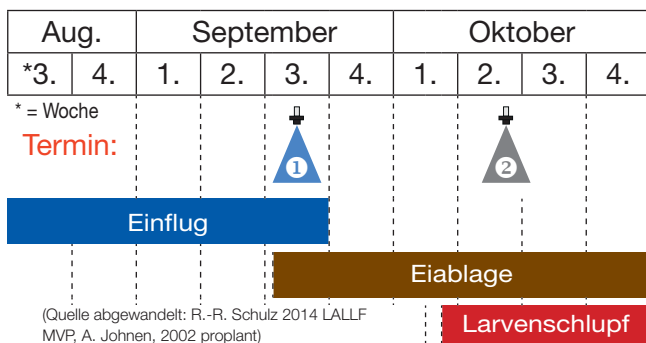 Aug. September Oktober
*3. 4. 1. 2. 3. 4. 1. 2. 3. 4.
* = Woche
Termin:
1 2
Einflug
Eiablage
(Quelle abgewandelt: R.-R. Schulz 2014 LALLF
MVP, A. Johnen, 2002 proplant)
Larvenschlupf